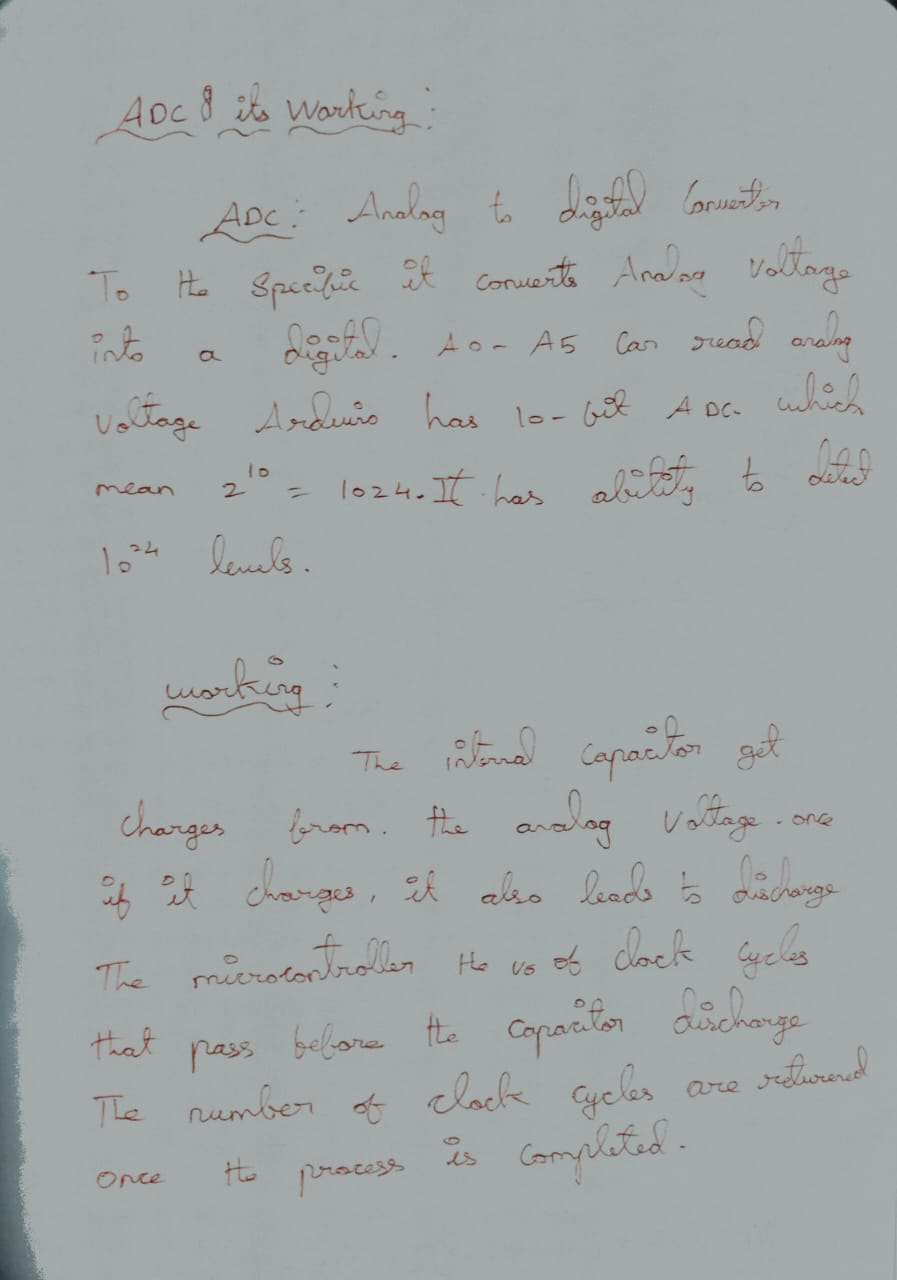 ADC & its Working:
ADC: Analog to digital Converter
To the Specific it converts Analog Voltage
into a digital. A0 - A5 Can read analog
Voltage Arduino has 10-bit ADC. which
mean 2¹⁰ = 1024. It has ability to detect
10²⁴ levels.
working:
The internal capacitor get
charges from. the analog Voltage. once
if it charges, it also leads to discharge
The microcontroller the vo of clock cycles
that pass before the capacitor discharge
The number of clock cycles are returened
once the process is completed.